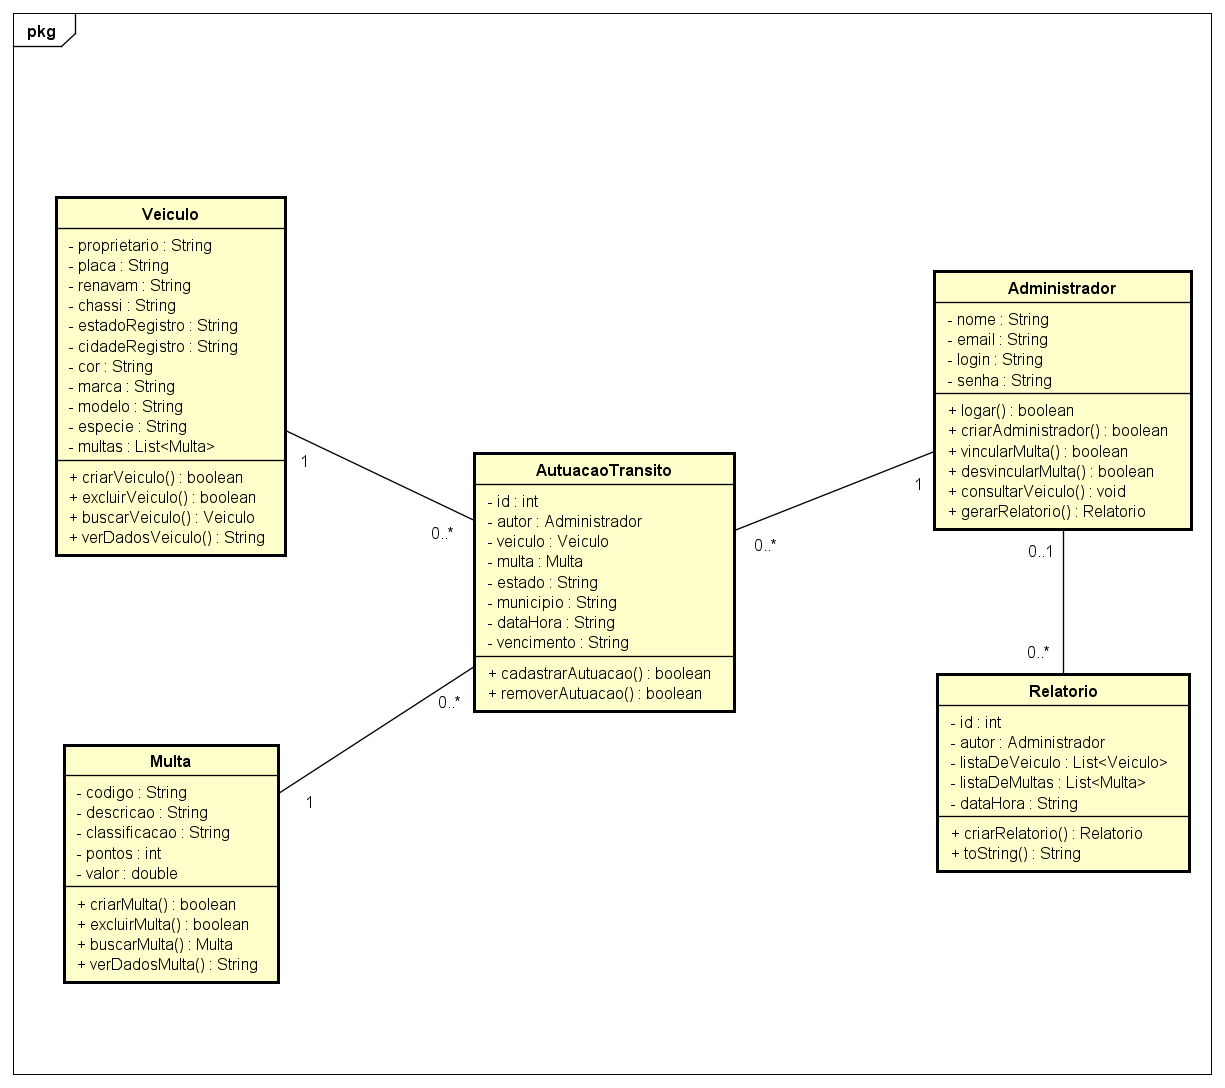 pkg
Veiculo
- proprietario : String
- placa : String
- renavam : String
- chassi : String
- estadoRegistro : String
- cidadeRegistro : String
- cor : String
- marca : String
- modelo : String
- especie : String
- multas : List<Multa>
+ criarVeiculo() : boolean
+ excluirVeiculo() : boolean
+ buscarVeiculo() : Veiculo
+ verDadosVeiculo() : String
1
0..*
AutuacaoTransito
- id : int
- autor : Administrador
- veiculo : Veiculo
- multa : Multa
- estado : String
- municipio : String
- dataHora : String
- vencimento : String
+ cadastrarAutuacao() : boolean
+ removerAutuacao() : boolean
0..*
1
Administrador
- nome : String
- email : String
- login : String
- senha : String
+ logar() : boolean
+ criarAdministrador() : boolean
+ vincularMulta() : boolean
+ desvincularMulta() : boolean
+ consultarVeiculo() : void
+ gerarRelatorio() : Relatorio
0..1
0..*
Relatorio
- id : int
- autor : Administrador
- listaDeVeiculo : List<Veiculo>
- listaDeMultas : List<Multa>
- dataHora : String
+ criarRelatorio() : Relatorio
+ toString() : String
0..*
1
Multa
- codigo : String
- descricao : String
- classificacao : String
- pontos : int
- valor : double
+ criarMulta() : boolean
+ excluirMulta() : boolean
+ buscarMulta() : Multa
+ verDadosMulta() : String